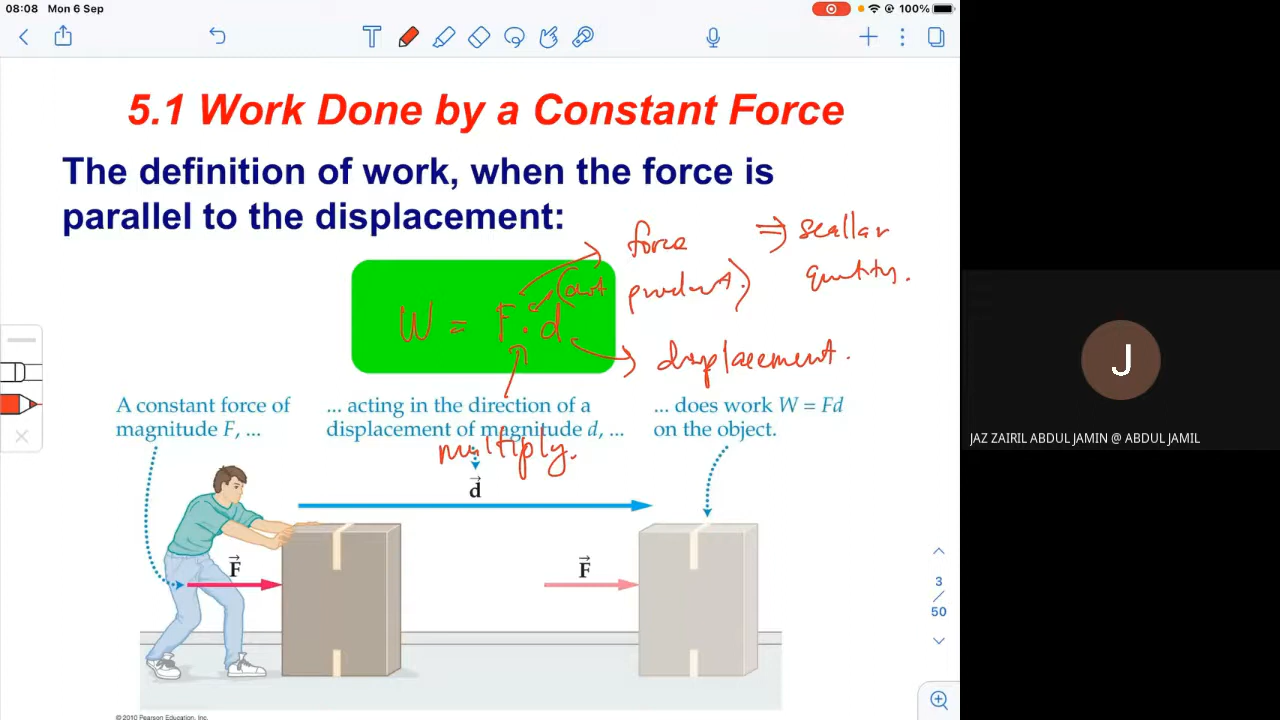 08:08 Mon 6 Sep
100%
5.1 Work Done by a Constant Force
The definition of work, when the force is
parallel to the displacement:
force
⇒ scallar
quntity.
(dot product.)
W = F · d
displacement.
multiply.
A constant force of
magnitude F, ...
... acting in the direction of a
displacement of magnitude d, ...
... does work W = Fd
on the object.
d
F
F
3
/
50
© 2010 Pearson Education, Inc.
J
JAZ ZAIRIL ABDUL JAMIN @ ABDUL JAMIL